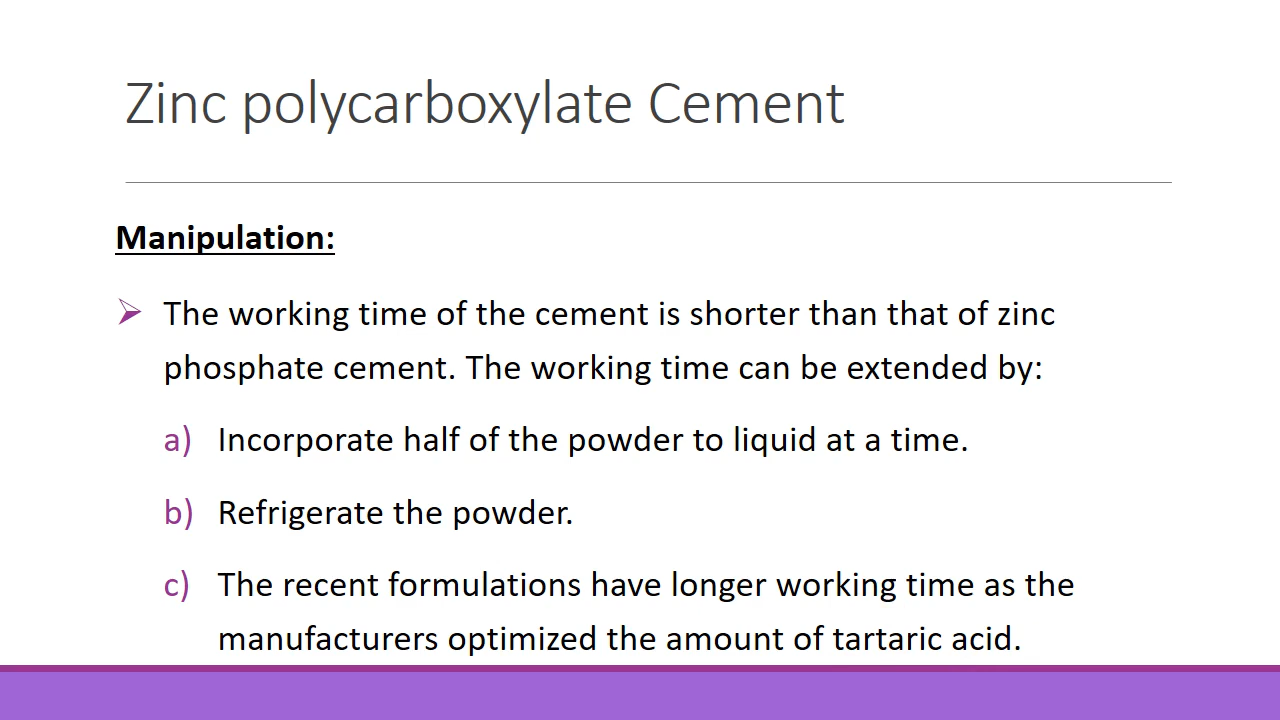 Zinc polycarboxylate Cement
Manipulation:
The working time of the cement is shorter than that of zinc
phosphate cement. The working time can be extended by:
a) Incorporate half of the powder to liquid at a time.
b) Refrigerate the powder.
c) The recent formulations have longer working time as the
manufacturers optimized the amount of tartaric acid.